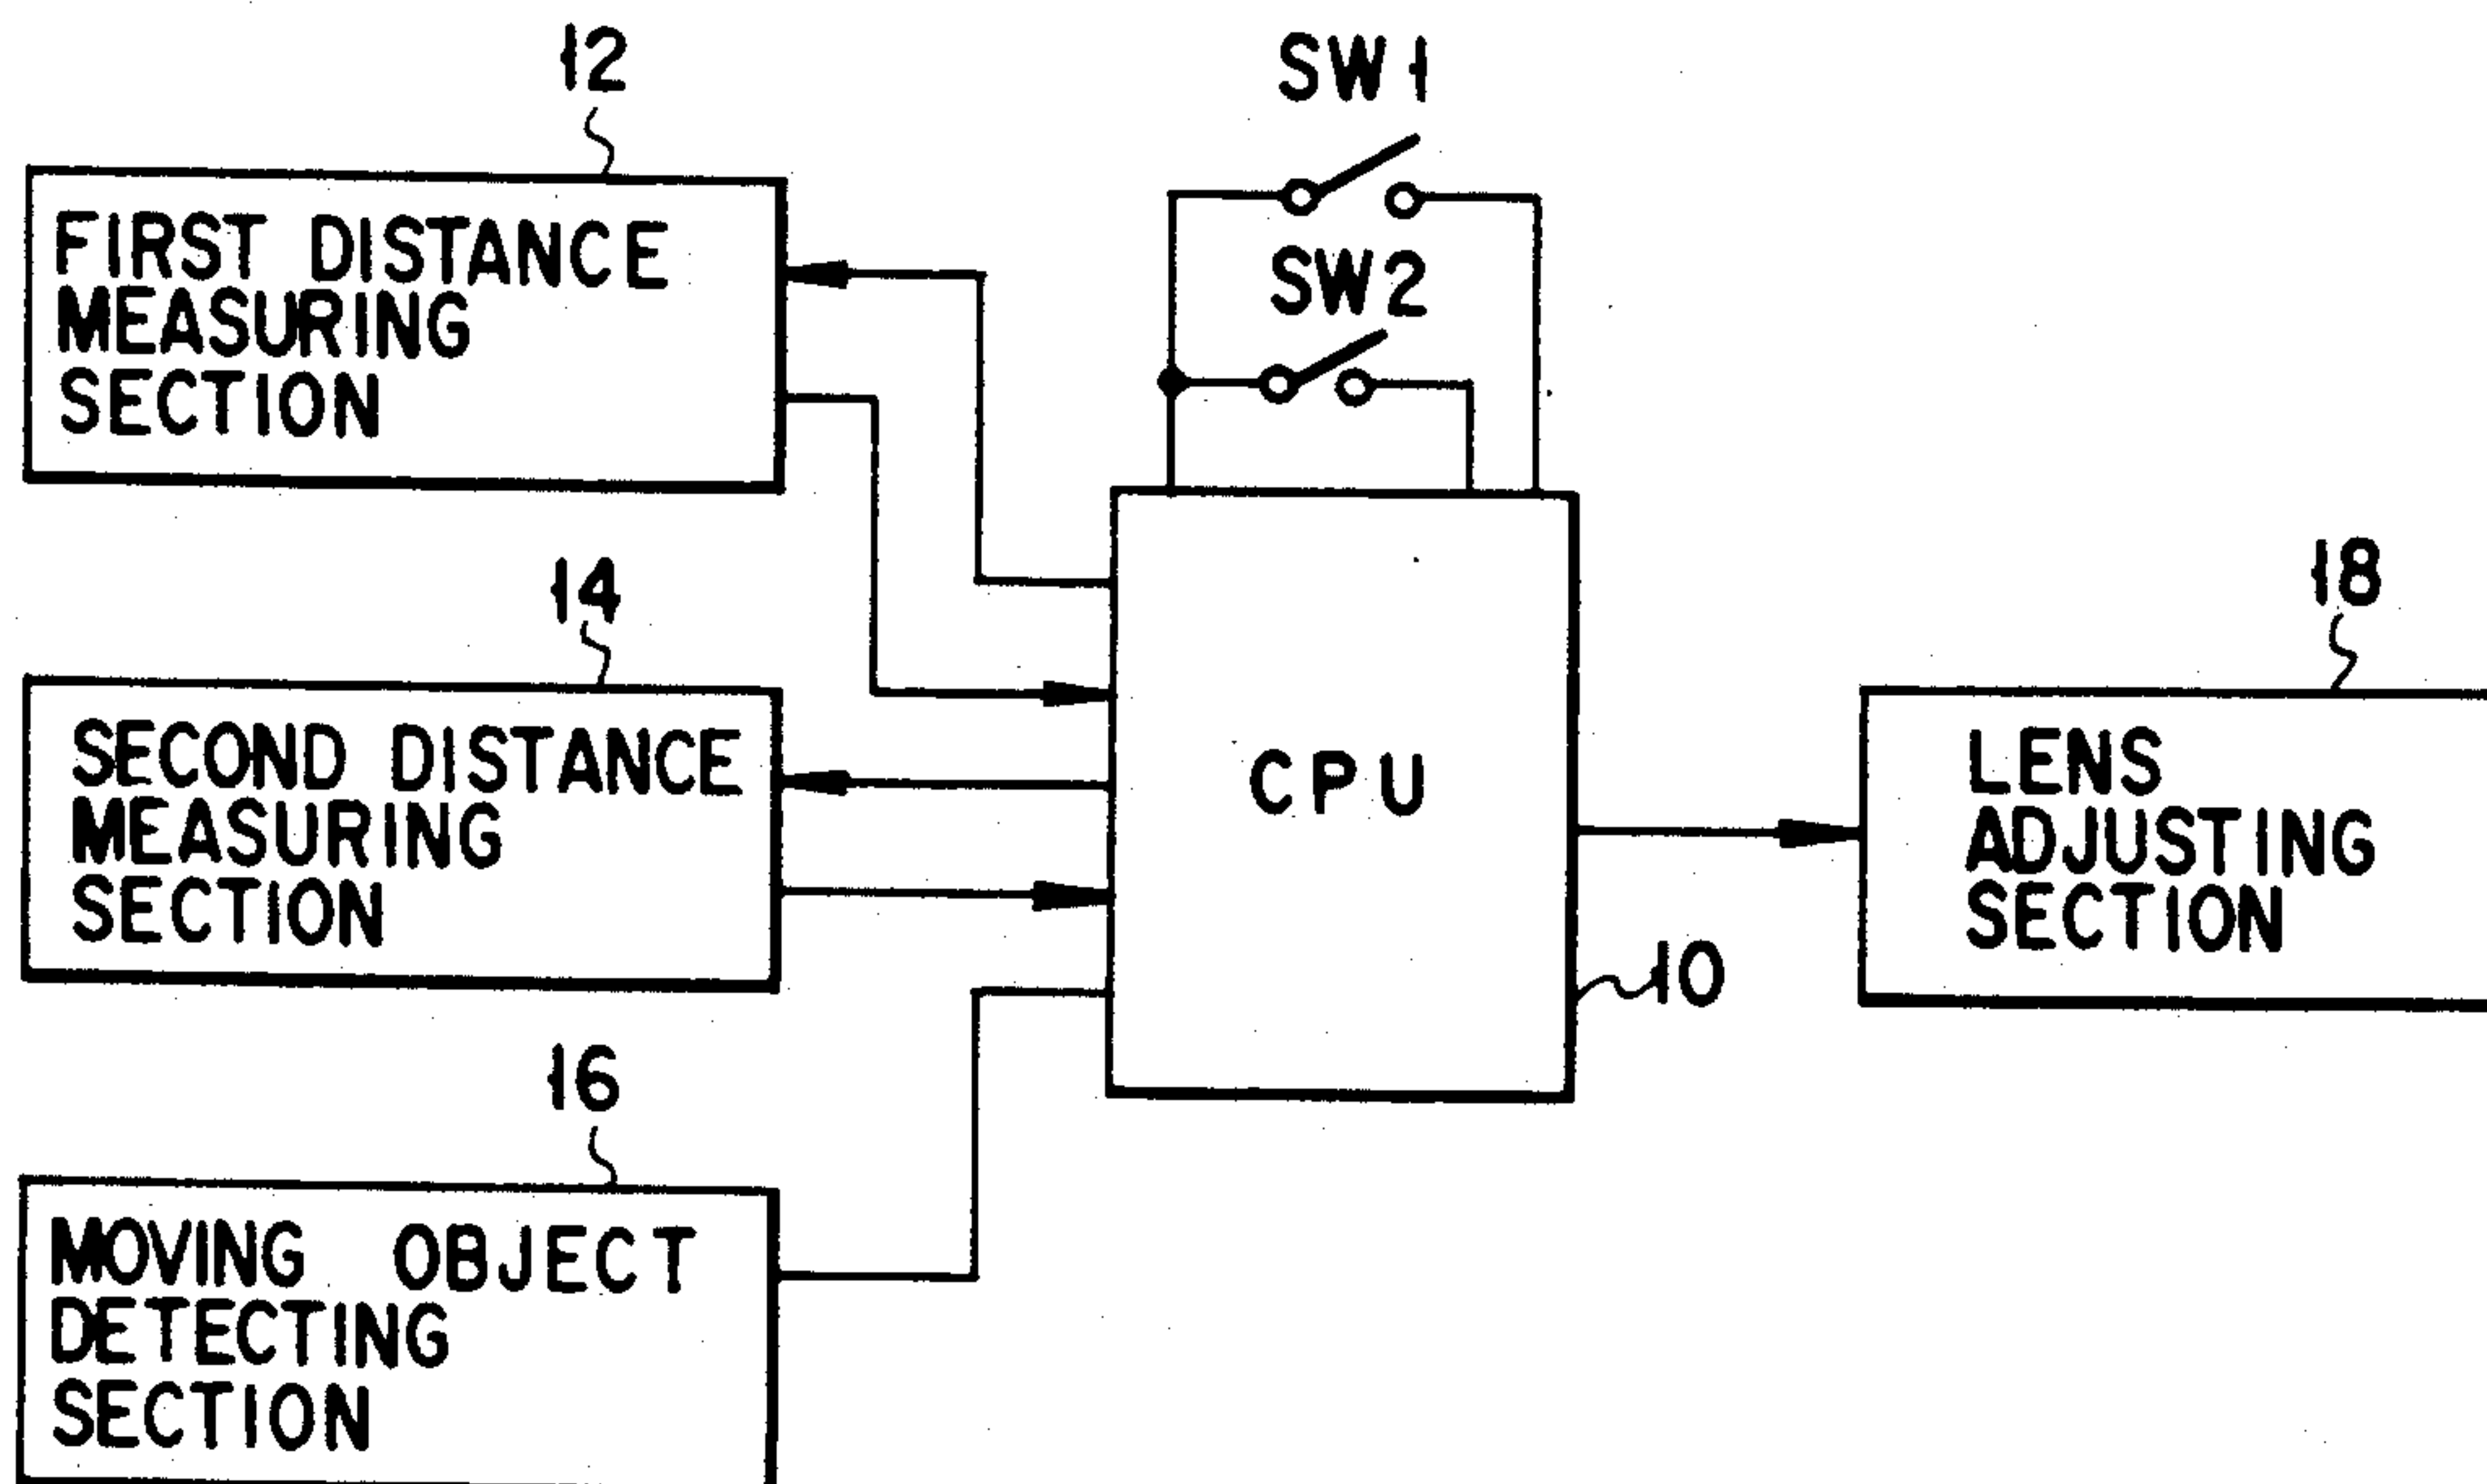 12
FIRST DISTANCE
MEASURING
SECTION
SW1
SW2
14
SECOND DISTANCE
MEASURING
SECTION
CPU
10
18
LENS
ADJUSTING
SECTION
16
MOVING OBJECT
DETECTING
SECTION